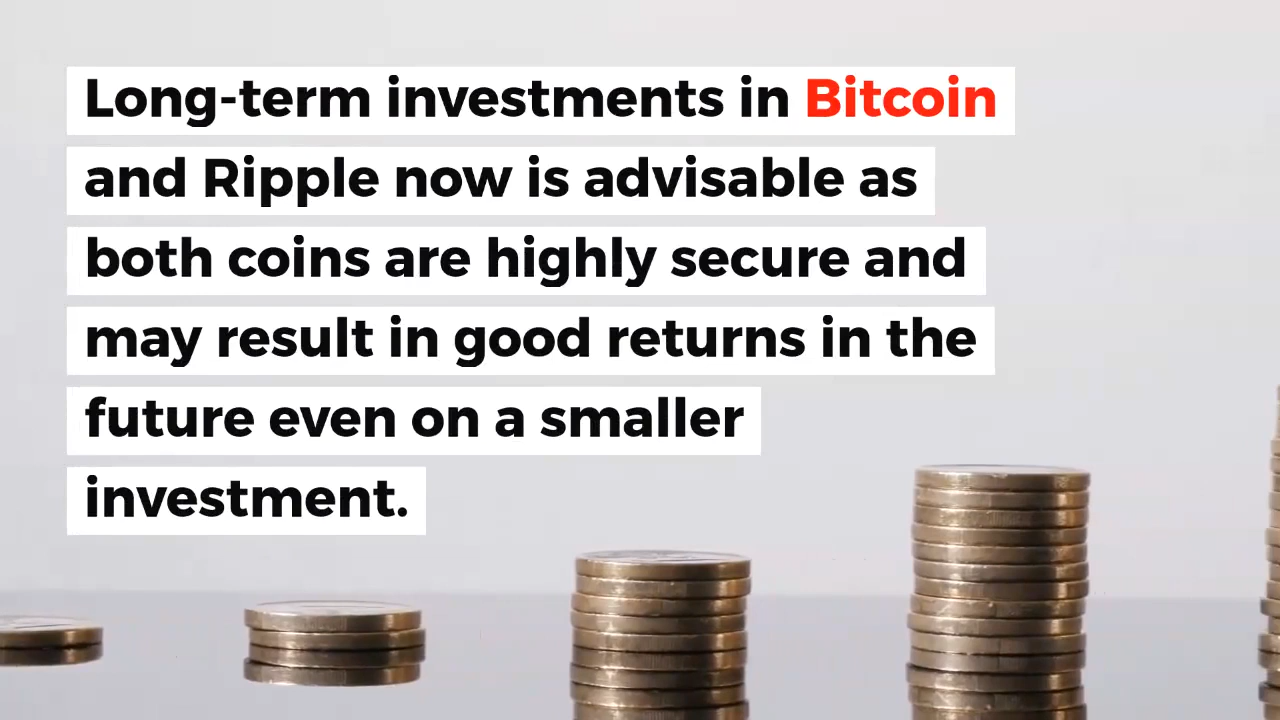 Long-term investments in Bitcoin
and Ripple now is advisable as
both coins are highly secure and
may result in good returns in the
future even on a smaller
investment.